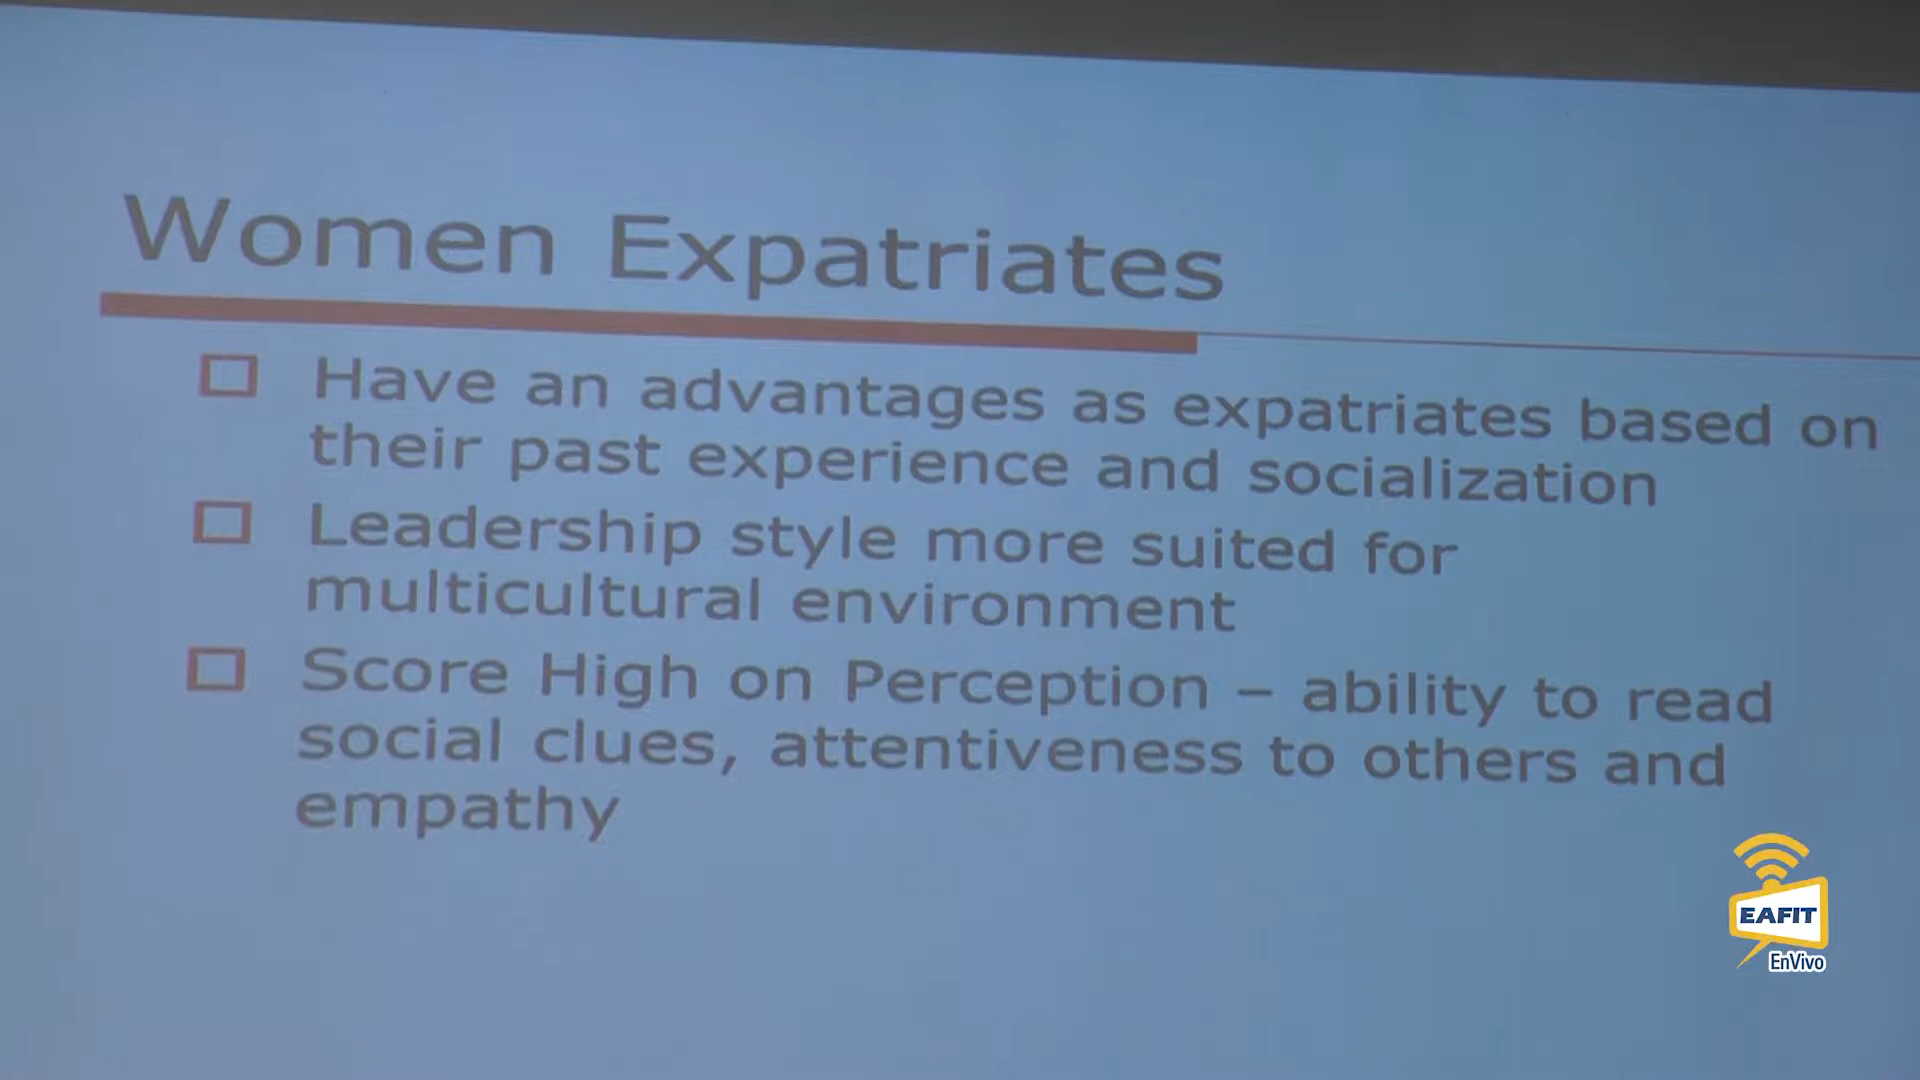 Women Expatriates
Have an advantages as expatriates based on
their past experience and socialization
Leadership style more suited for
multicultural environment
Score High on Perception – ability to read
social clues, attentiveness to others and
empathy
EAFIT
EnVivo